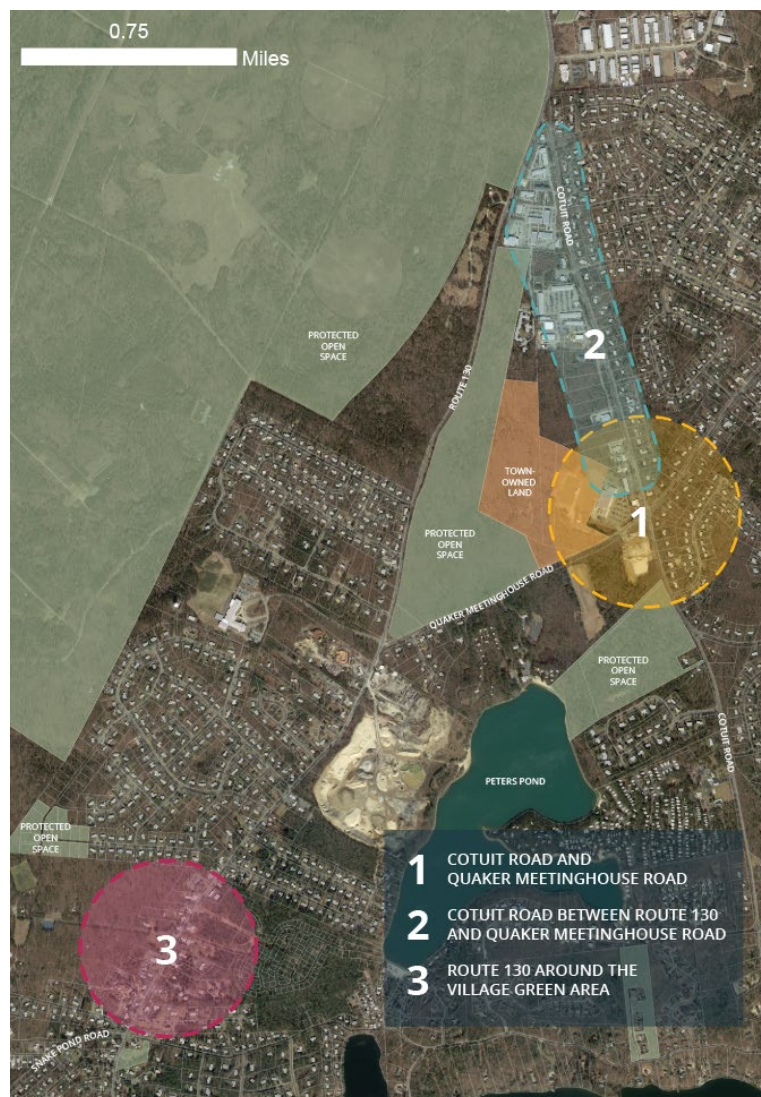 0.75
Miles
COTUIT ROAD
PROTECTED
OPEN
SPACE
2
ROUTE 130
TOWN-
OWNED
LAND
1
PROTECTED
OPEN
SPACE
QUAKER MEETINGHOUSE ROAD
PROTECTED
OPEN
SPACE
COTUIT ROAD
PETERS POND
PROTECTED
OPEN
SPACE
3
SNAKE POND ROAD
1 COTUIT ROAD AND
QUAKER MEETINGHOUSE ROAD
2 COTUIT ROAD BETWEEN ROUTE 130
AND QUAKER MEETINGHOUSE ROAD
3 ROUTE 130 AROUND THE
VILLAGE GREEN AREA